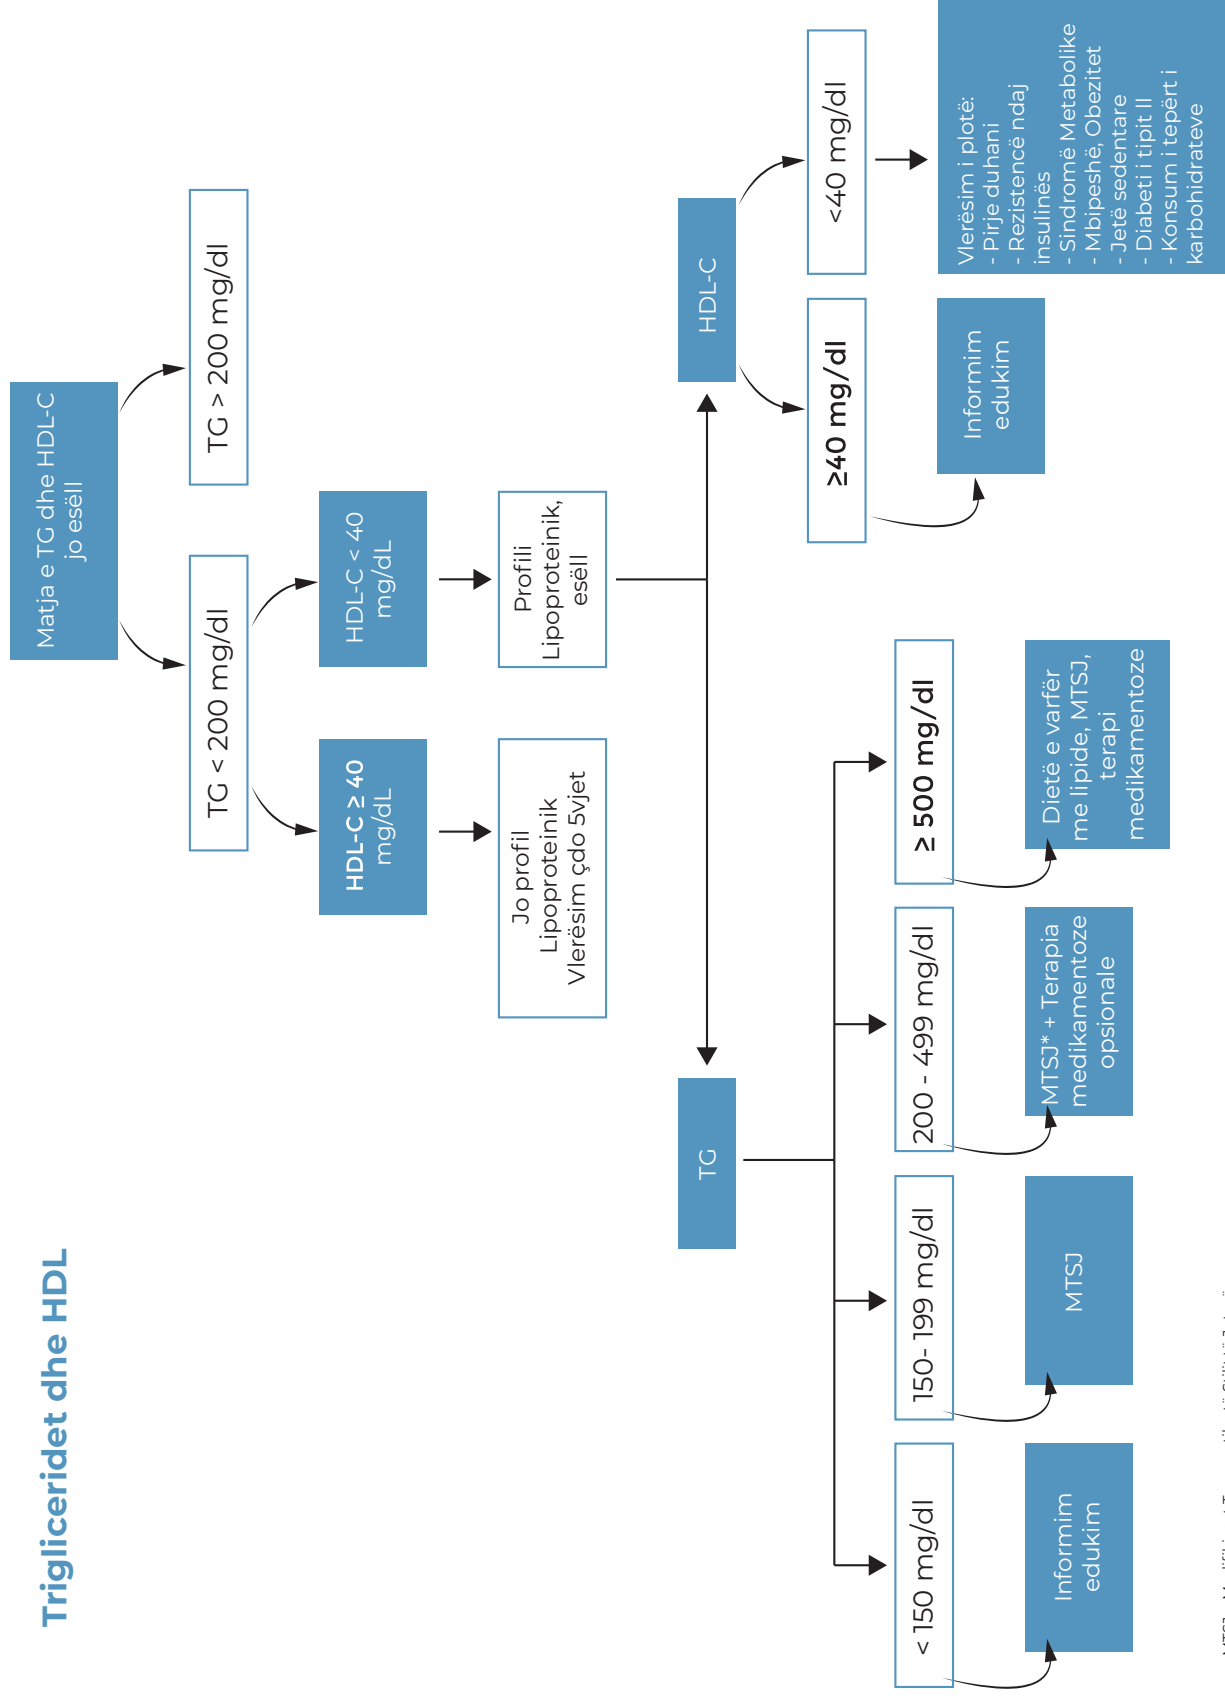 Trigliceridet dhe HDL
Matja e TG dhe HDL-C
jo esëll
TG < 200 mg/dl
TG > 200 mg/dl
HDL-C ≥ 40
mg/dL
HDL-C < 40
mg/dL
Jo profil
Lipoproteinik
Vlerësim çdo 5vjet
Profili
Lipoproteinik,
esëll
TG
HDL-C
< 150 mg/dl
150- 199 mg/dl
200 - 499 mg/dl
≥ 500 mg/dl
≥40 mg/dl
<40 mg/dl
Informim
edukim
MTSJ
MTSJ* + Terapia
medikamentoze
opsionale
Dietë e varfër
me lipide, MTSJ,
terapi
medikamentoze
Informim
edukim
Vlerësim i plotë:
- Pirje duhani
- Rezistencë ndaj
insulinës
- Sindromë Metabolike
- Mbipeshë, Obezitet
- Jetë sedentare
- Diabeti i tipit II
- Konsum i tepërt i
karbohidrateve